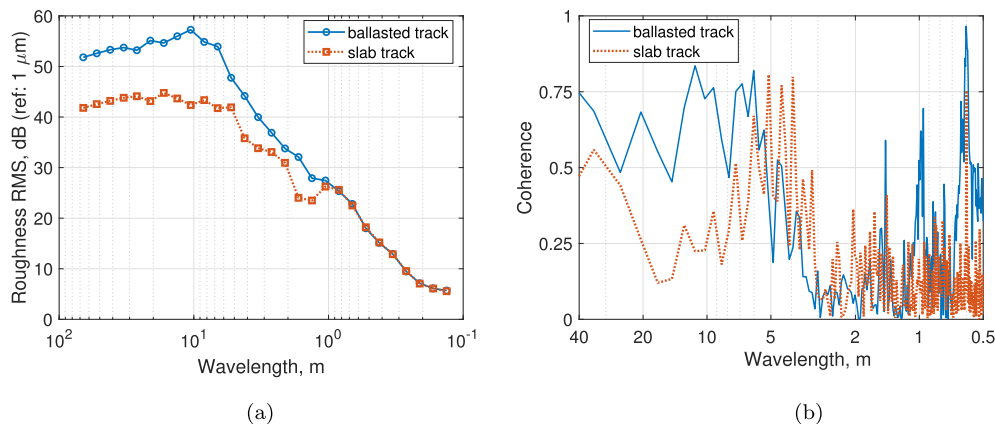 60
50
40
30
20
10
0
10²
10¹
10⁰
10⁻¹
Roughness RMS, dB (ref: 1 μm)
Wavelength, m
ballasted track
slab track
(a)
1
0.75
0.5
0.25
0
40
20
10
5
2
1
0.5
Coherence
Wavelength, m
ballasted track
slab track
(b)